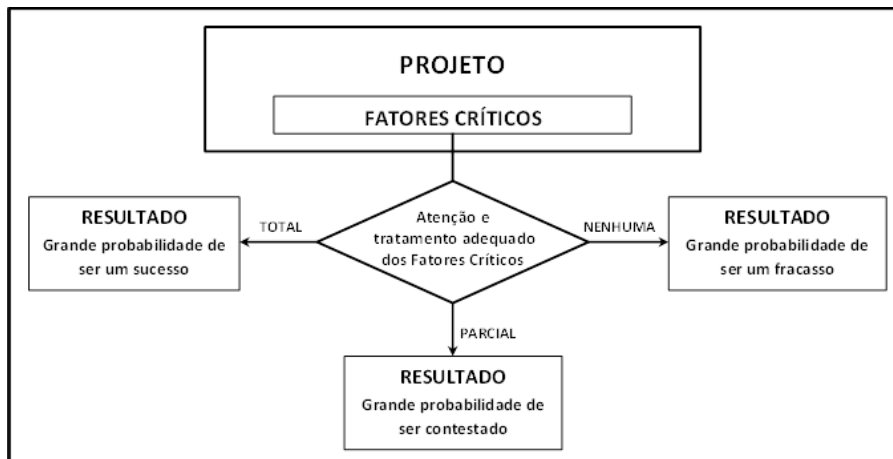 PROJETO
FATORES CRÍTICOS
RESULTADO
Grande probabilidade de
ser um sucesso
TOTAL
Atenção e
tratamento adequado
dos Fatores Críticos
NENHUMA
RESULTADO
Grande probabilidade de
ser um fracasso
PARCIAL
RESULTADO
Grande probabilidade de
ser contestado